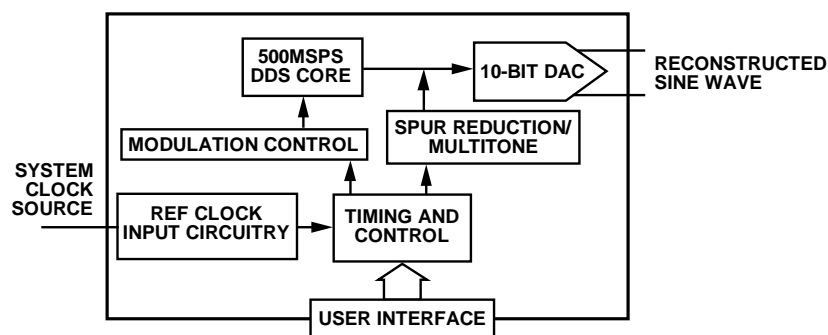 500MSPS
DDS CORE
10-BIT DAC
RECONSTRUCTED
SINE WAVE
MODULATION CONTROL
SPUR REDUCTION/
MULTITONE
SYSTEM
CLOCK
SOURCE
REF CLOCK
INPUT CIRCUITRY
TIMING AND
CONTROL
USER INTERFACE